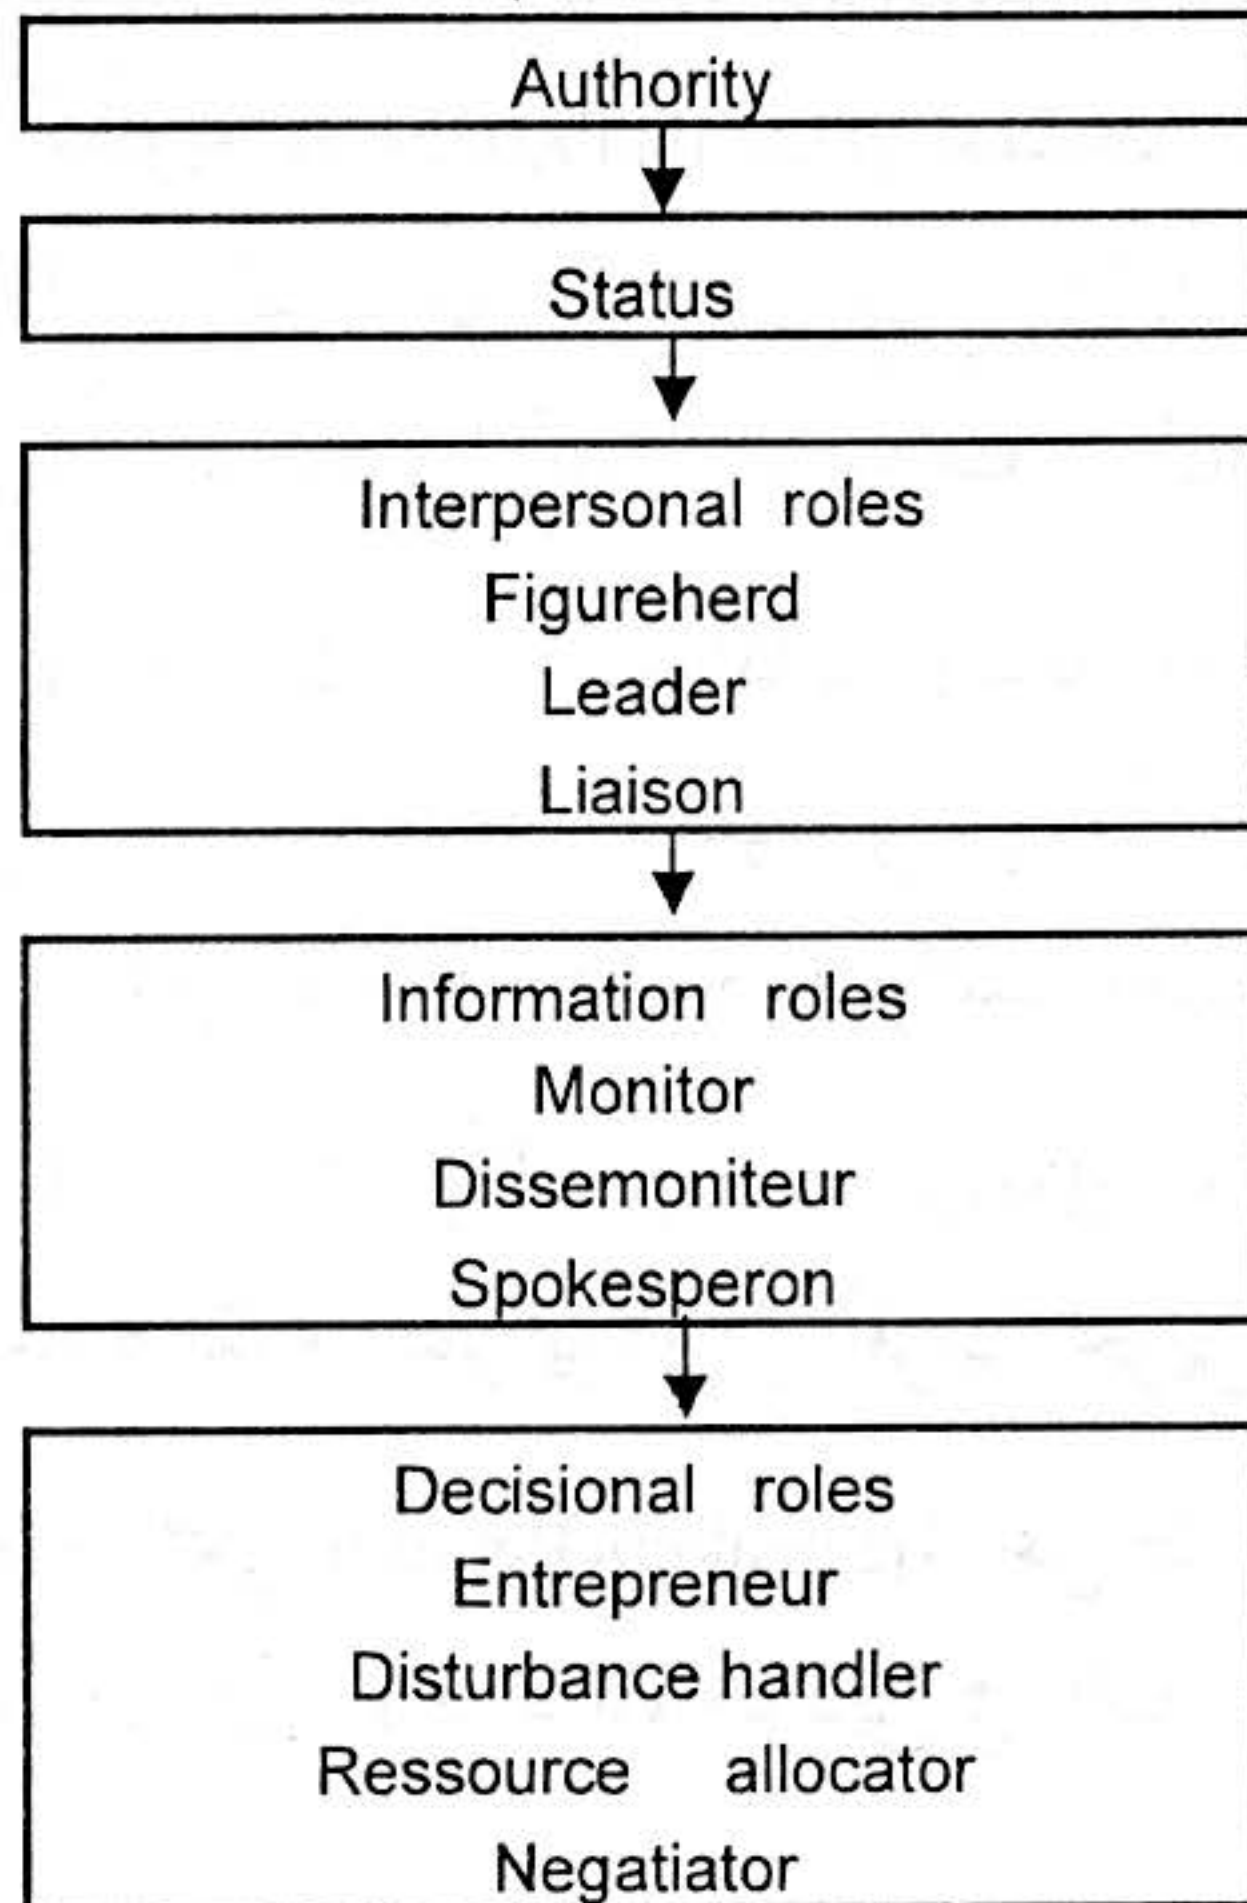 Authority
Status
Interpersonal roles
Figureherd
Leader
Liaison
Information roles
Monitor
Dissemoniteur
Spokesperon
Decisional roles
Entrepreneur
Disturbance handler
Ressource allocator
Negatiator